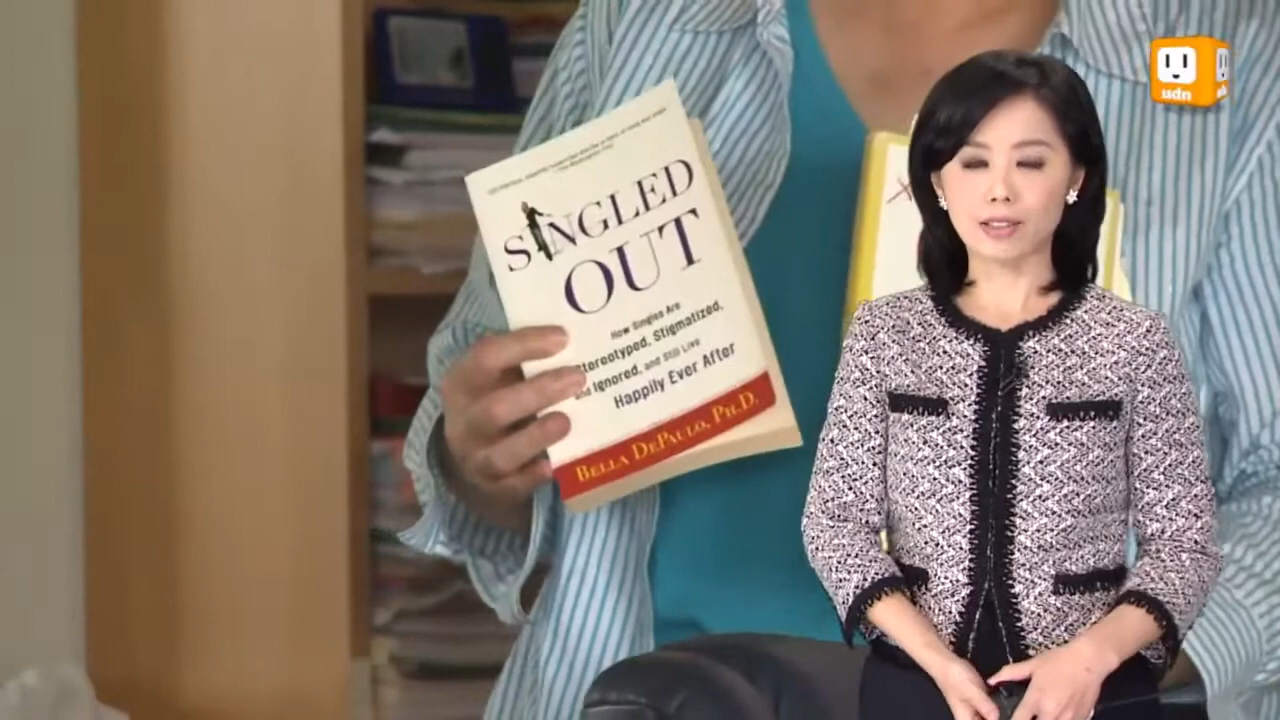 SINGLED
OUT
How Singles Are
Stereotyped, Stigmatized,
and Ignored, and Still Live
Happily Ever After
BELLA DEPAULO, PH.D.
udn